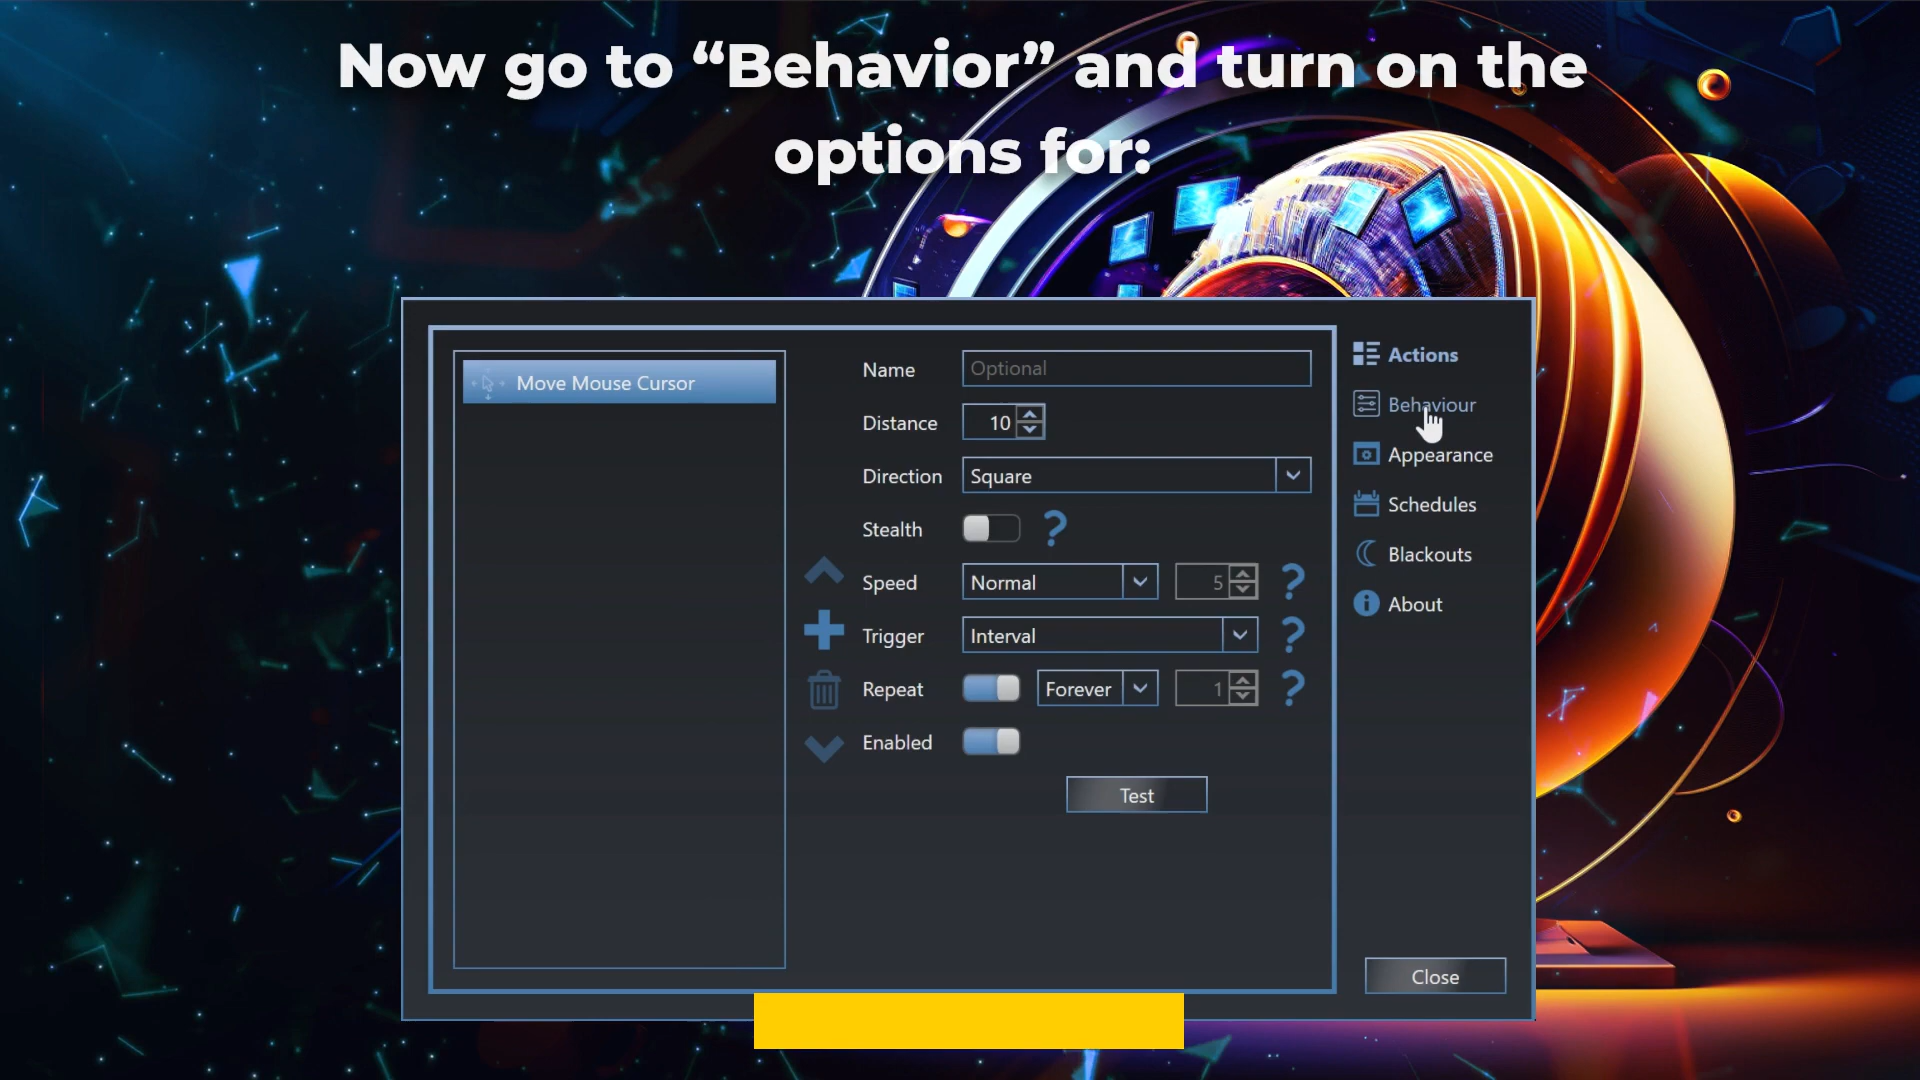 Now go to “Behavior” and turn on the
options for:
Move Mouse Cursor
Name Optional
Distance 10
Direction Square
Stealth ?
Speed Normal 5 ?
Trigger Interval ?
Repeat Forever 1 ?
Enabled
Test
Actions
Behaviour
Appearance
Schedules
Blackouts
About
Close